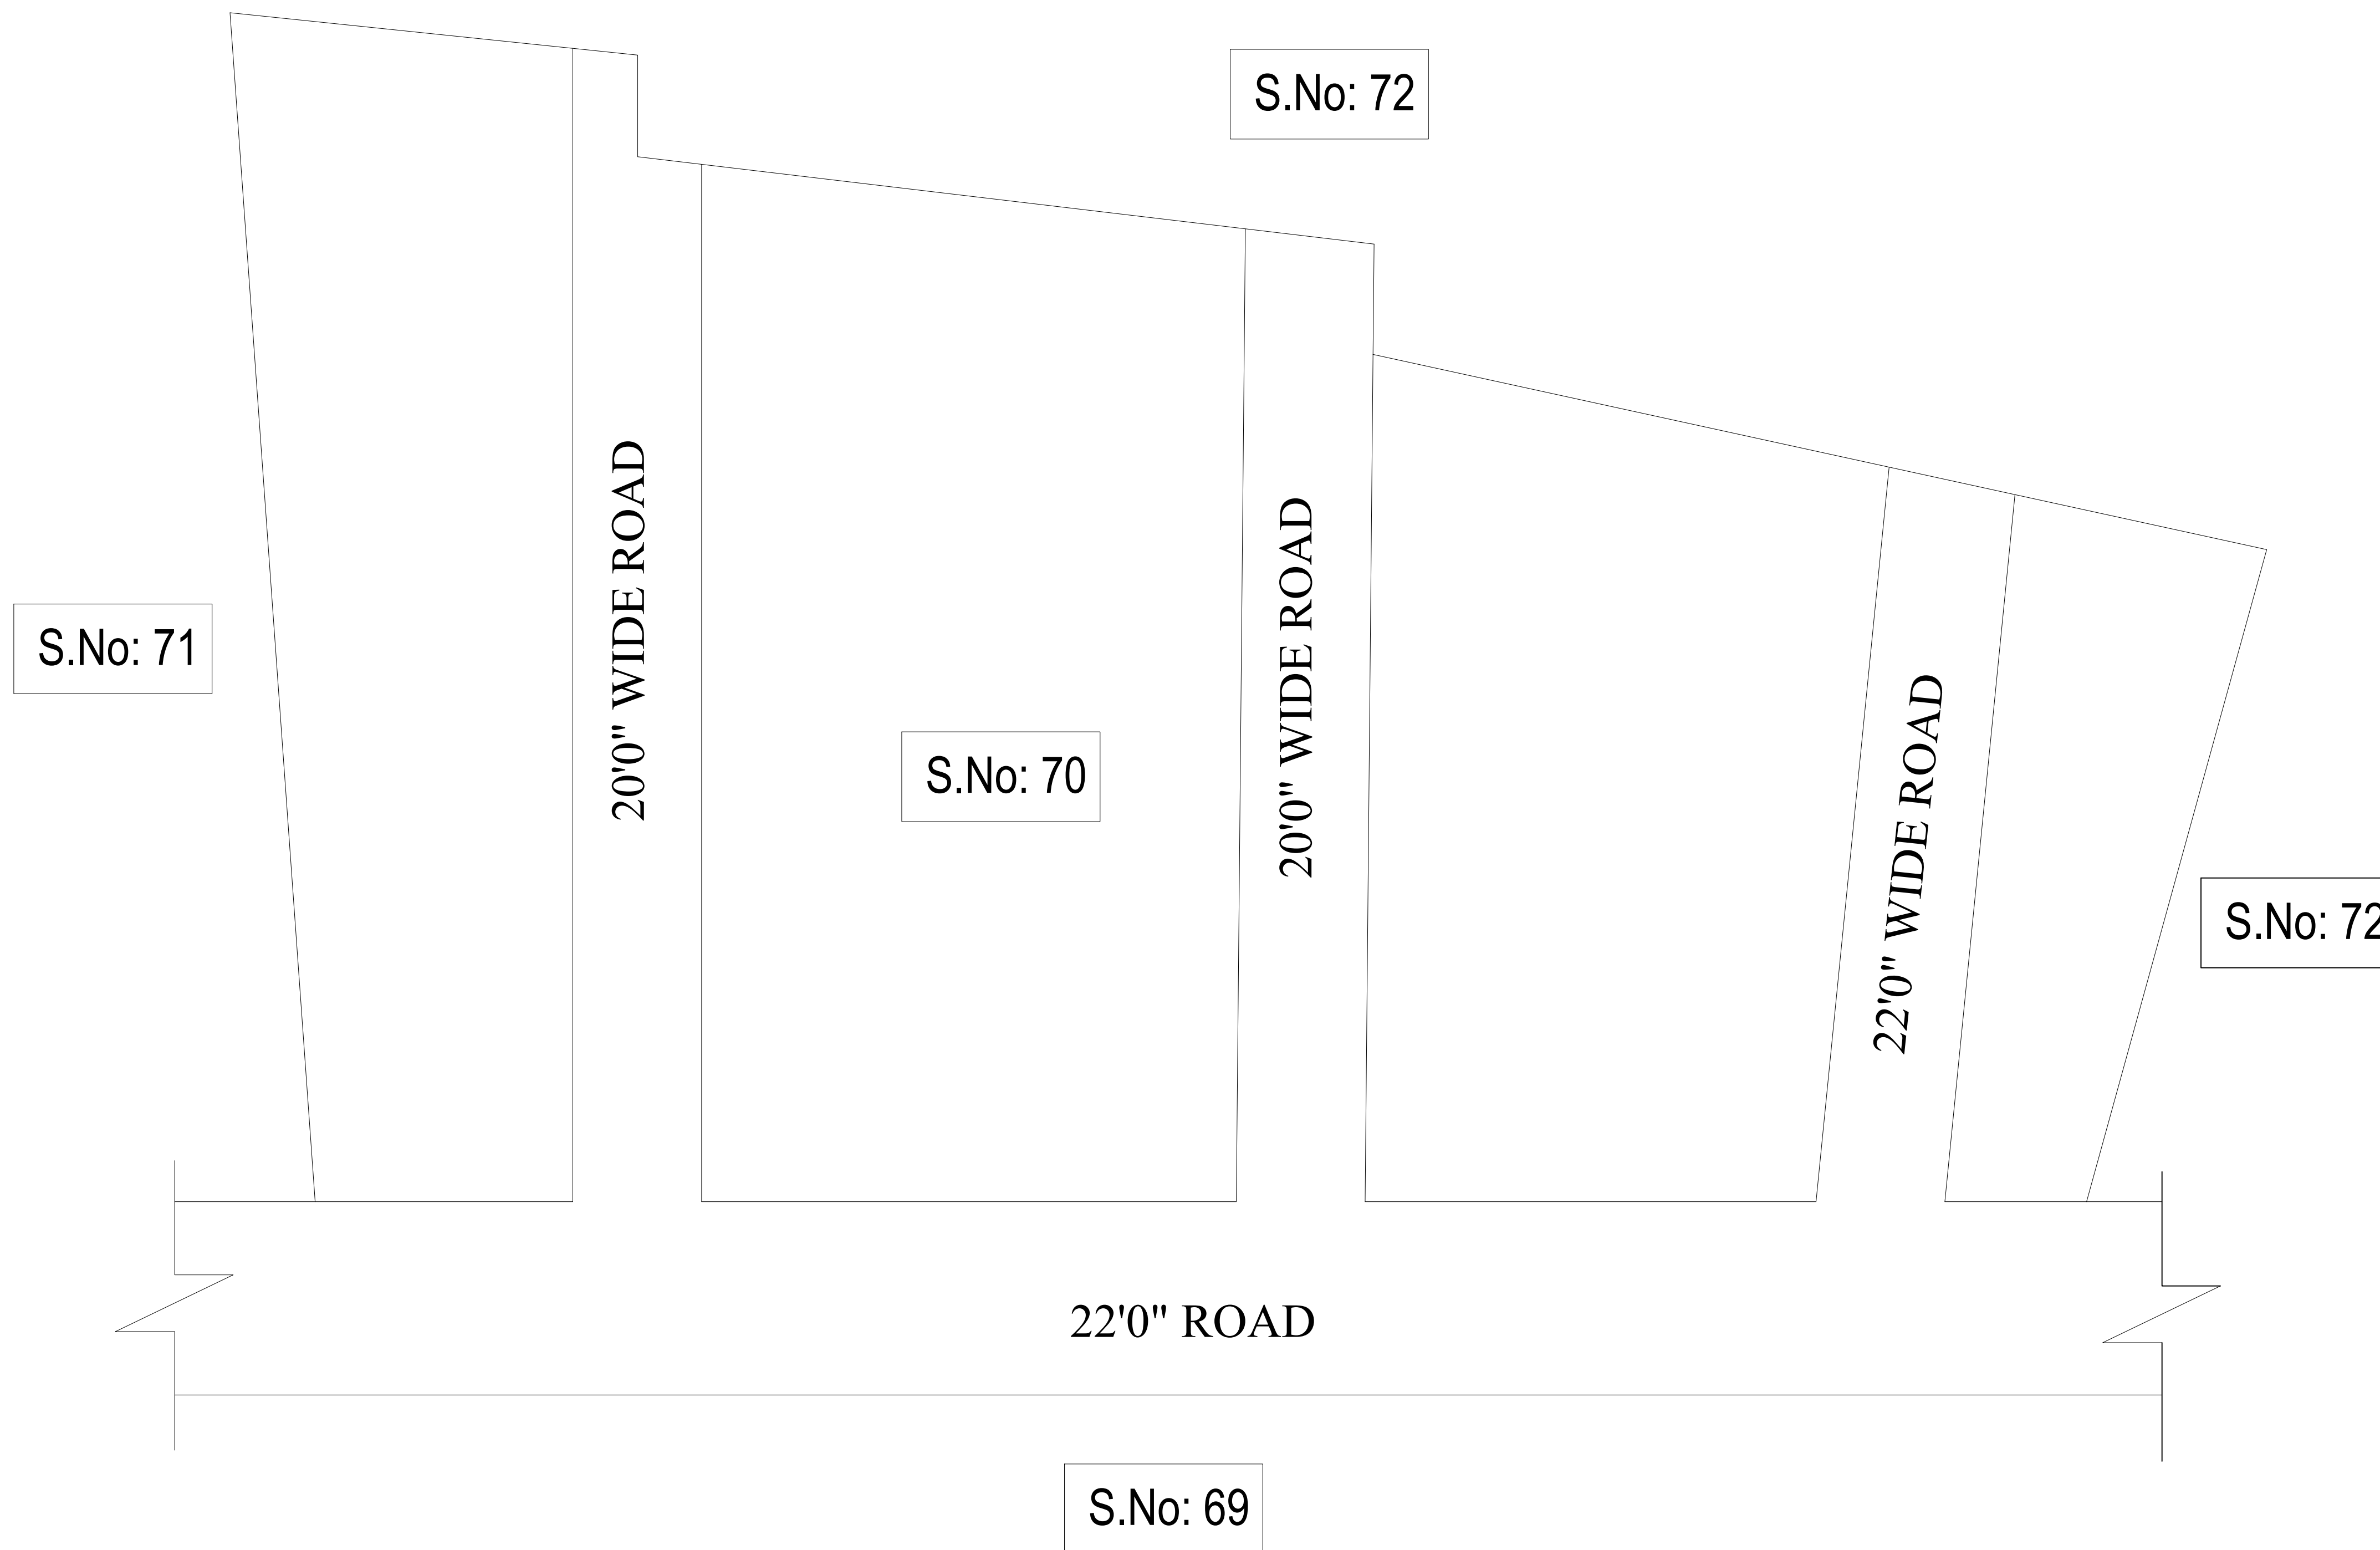 S.No: 72
20'0" WIDE ROAD
20'0" WIDE ROAD
S.No: 71
22'0" WIDE ROAD
S.No: 70
S.No: 72
22'0" ROAD
S.No: 69